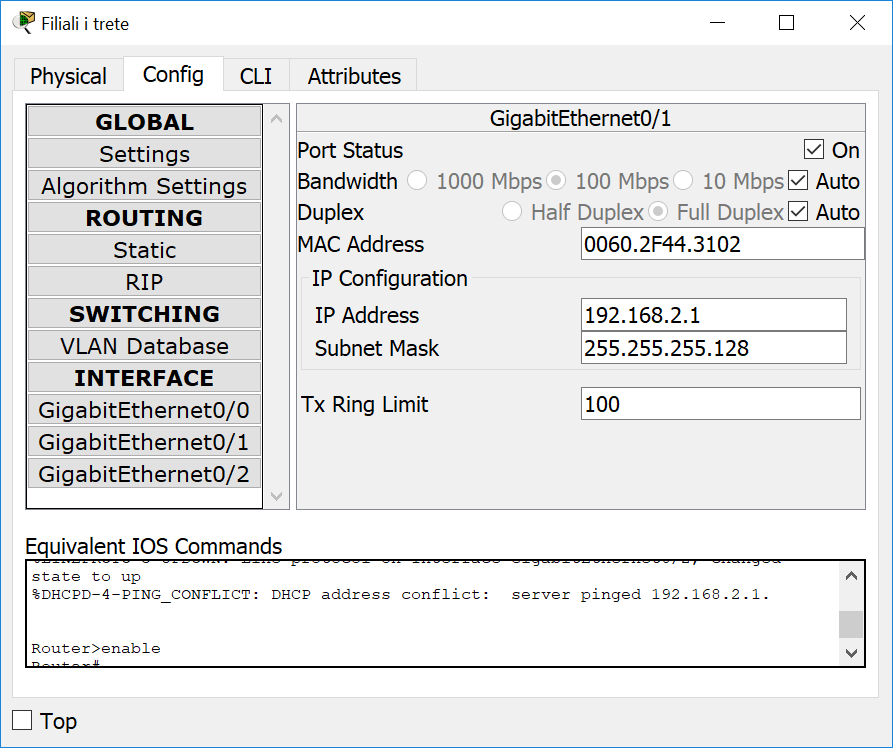 Filiali i trete
Physical Config CLI Attributes
GLOBAL
Settings
Algorithm Settings
ROUTING
Static
RIP
SWITCHING
VLAN Database
INTERFACE
GigabitEthernet0/0
GigabitEthernet0/1
GigabitEthernet0/2
GigabitEthernet0/1
Port Status On
Bandwidth 1000 Mbps 100 Mbps 10 Mbps Auto
Duplex Half Duplex Full Duplex Auto
MAC Address 0060.2F44.3102
IP Configuration
IP Address 192.168.2.1
Subnet Mask 255.255.255.128
Tx Ring Limit 100
Equivalent IOS Commands
state to up
%DHCPD-4-PING_CONFLICT: DHCP address conflict: server pinged 192.168.2.1.
Router>enable
Router#
Top